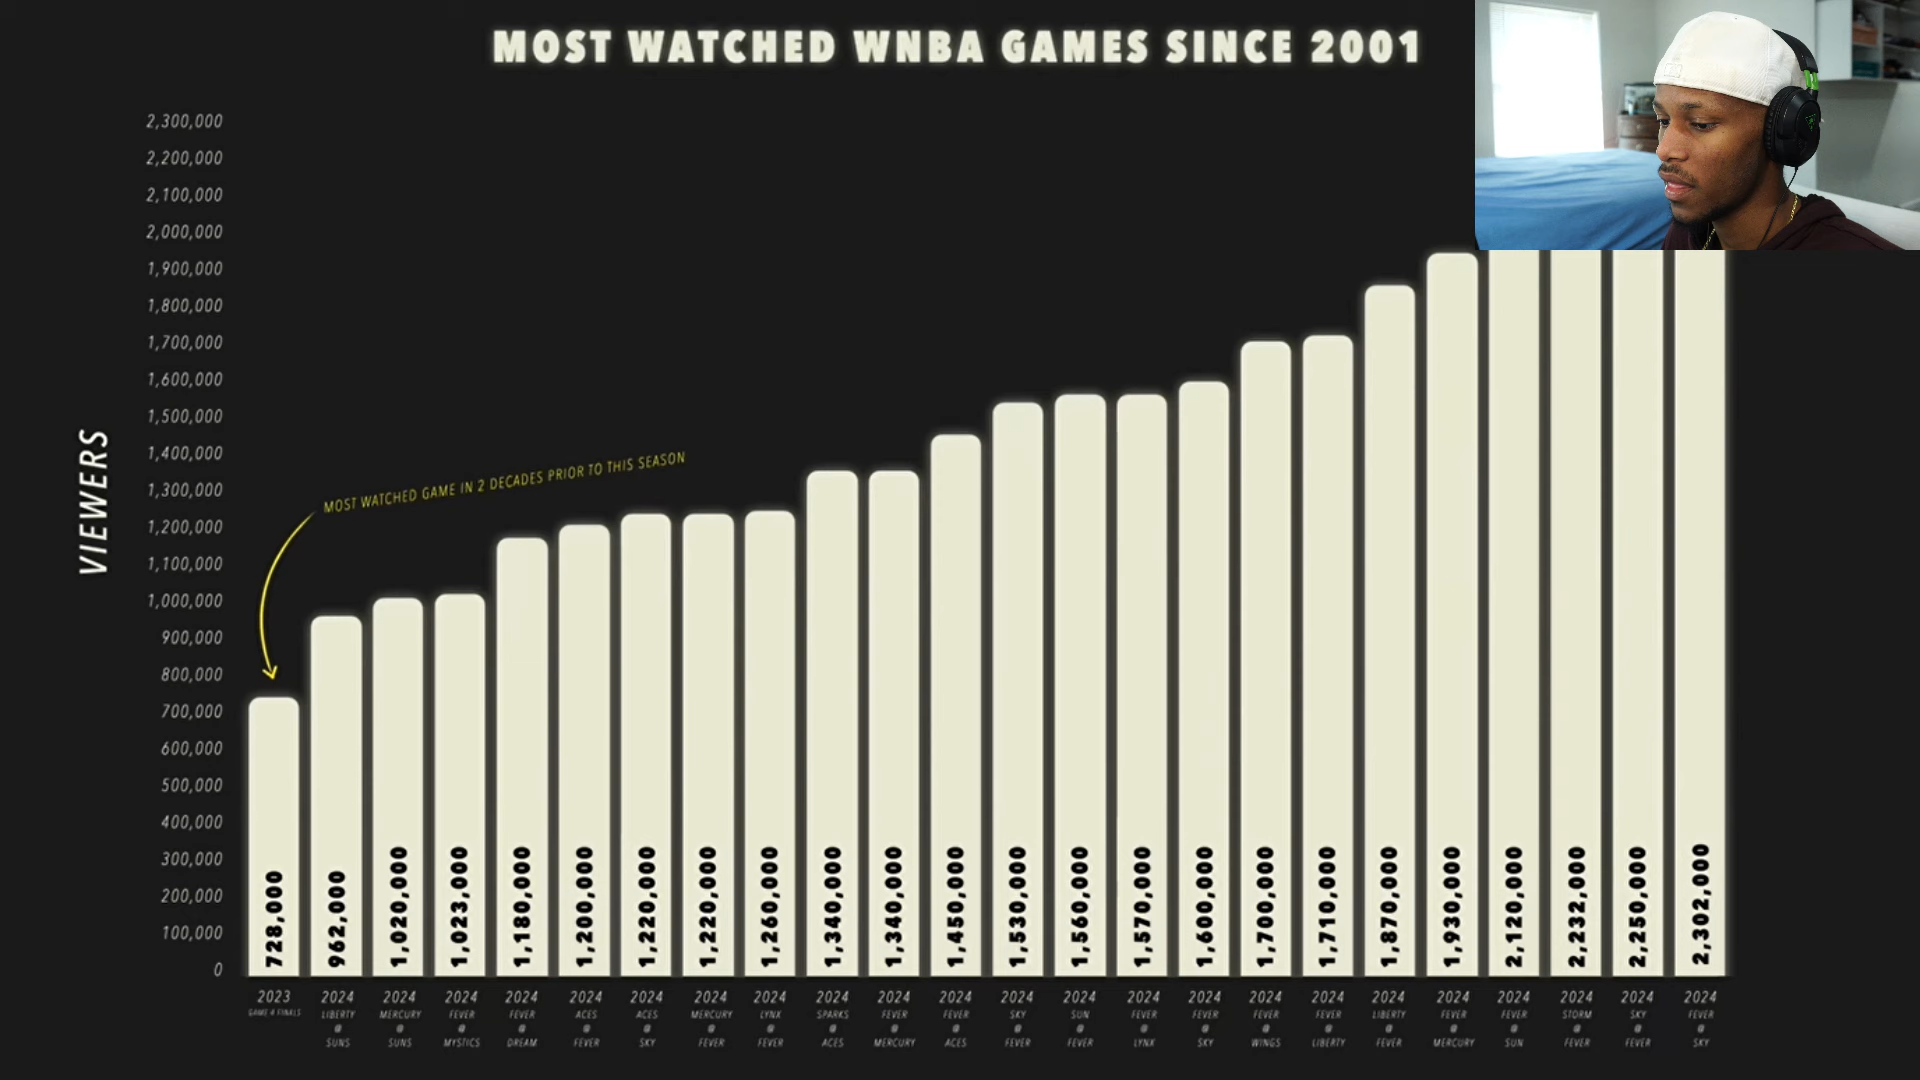 MOST WATCHED WNBA GAMES SINCE 2001
2,300,000
2,200,000
2,100,000
2,000,000
1,900,000
1,800,000
1,700,000
1,600,000
1,500,000
1,400,000
1,300,000
1,200,000
1,100,000
1,000,000
900,000
800,000
700,000
600,000
500,000
400,000
300,000
200,000
100,000
0
VIEWERS
MOST WATCHED GAME IN 2 DECADES PRIOR TO THIS SEASON
728,000
962,000
1,020,000
1,023,000
1,180,000
1,200,000
1,220,000
1,220,000
1,260,000
1,340,000
1,340,000
1,450,000
1,530,000
1,560,000
1,570,000
1,600,000
1,700,000
1,710,000
1,870,000
1,930,000
2,120,000
2,232,000
2,250,000
2,302,000
2023
GAME 4 FINALS
2024
LIBERTY
@
SUNS
2024
MERCURY
@
SUNS
2024
FEVER
@
MYSTICS
2024
FEVER
@
DREAM
2024
ACES
@
FEVER
2024
ACES
@
SKY
2024
MERCURY
@
FEVER
2024
LYNX
@
FEVER
2024
SPARKS
@
ACES
2024
FEVER
@
MERCURY
2024
FEVER
@
ACES
2024
SKY
@
FEVER
2024
SUN
@
FEVER
2024
FEVER
@
LYNX
2024
FEVER
@
SKY
2024
FEVER
@
WINGS
2024
FEVER
@
LIBERTY
2024
LIBERTY
@
FEVER
2024
FEVER
@
MERCURY
2024
FEVER
@
SUN
2024
STORM
@
FEVER
2024
SKY
@
FEVER
2024
FEVER
@
SKY